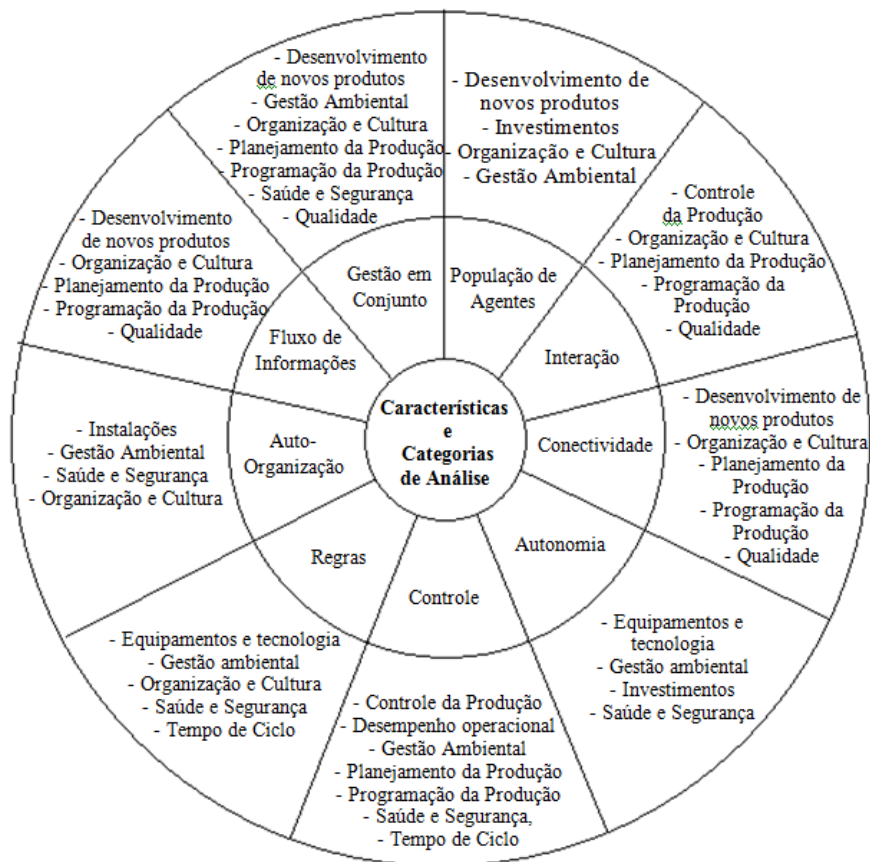 Características
e
Categorias
de Análise
População de
Agentes
- Desenvolvimento de
novos produtos
- Investimentos
- Organização e Cultura
- Gestão Ambiental
Interação
- Controle
da Produção
- Organização e Cultura
- Planejamento da Produção
- Programação da
Produção
- Qualidade
Conectividade
- Desenvolvimento de
novos produtos
- Organização e Cultura
- Planejamento da
Produção
- Programação da
Produção
- Qualidade
Autonomia
- Equipamentos e
tecnologia
- Gestão ambiental
- Investimentos
- Saúde e Segurança
Controle
- Controle da Produção
- Desempenho operacional
- Gestão Ambiental
- Planejamento da Produção
- Programação da Produção
- Saúde e Segurança,
- Tempo de Ciclo
Regras
- Equipamentos e tecnologia
- Gestão ambiental
- Organização e Cultura
- Saúde e Segurança
- Tempo de Ciclo
Auto-
Organização
- Instalações
- Gestão Ambiental
- Saúde e Segurança
- Organização e Cultura
Fluxo de
Informações
- Desenvolvimento
de novos produtos
- Organização e Cultura
- Planejamento da Produção
- Programação da Produção
- Qualidade
Gestão em
Conjunto
- Desenvolvimento
de novos produtos
- Gestão Ambiental
- Organização e Cultura
- Planejamento da Produção
- Programação da Produção
- Saúde e Segurança
- Qualidade